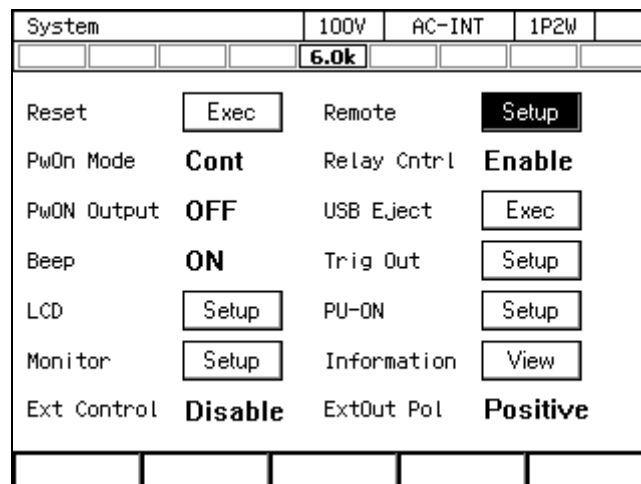 System 100V AC-INT 1P2W
6.0k
Reset Exec Remote Setup
PwOn Mode Cont Relay Cntrl Enable
PwON Output OFF USB Eject Exec
Beep ON Trig Out Setup
LCD Setup PU-ON Setup
Monitor Setup Information View
Ext Control Disable ExtOut Pol Positive